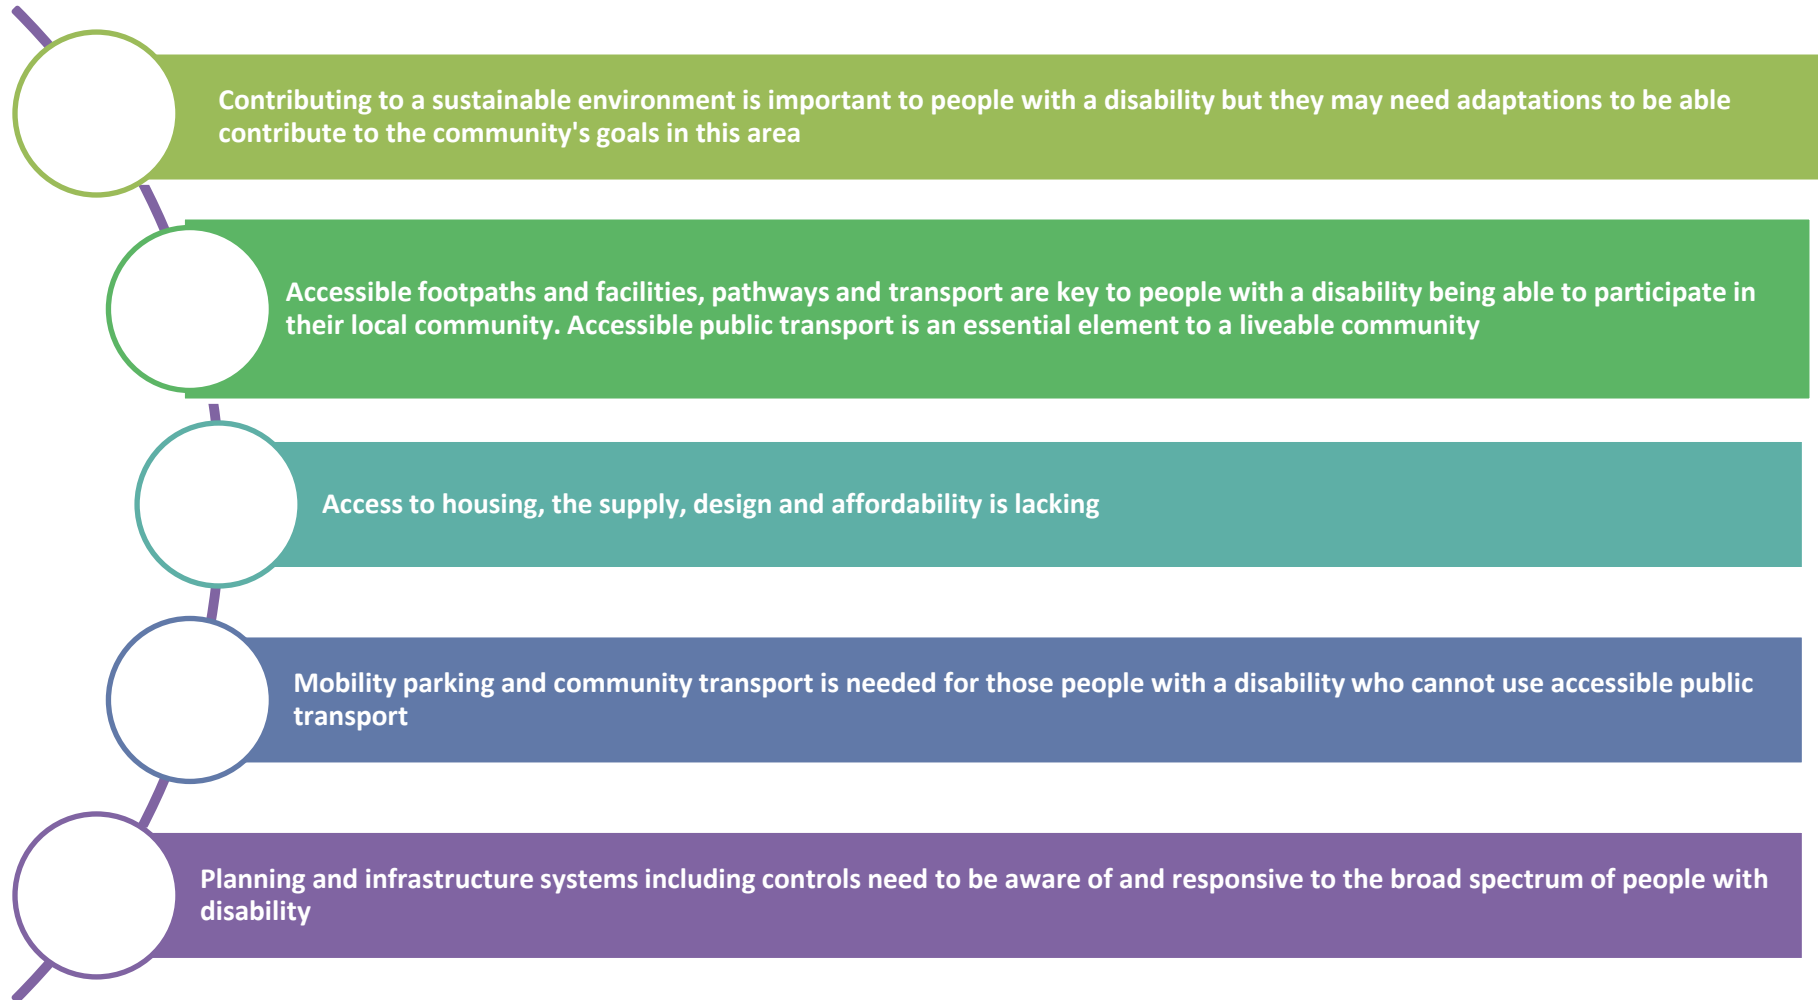 Contributing to a sustainable environment is important to people with a disability but they may need adaptations to be able
contribute to the community's goals in this area
Accessible footpaths and facilities, pathways and transport are key to people with a disability being able to participate in
their local community. Accessible public transport is an essential element to a liveable community
Access to housing, the supply, design and affordability is lacking
Mobility parking and community transport is needed for those people with a disability who cannot use accessible public
transport
Planning and infrastructure systems including controls need to be aware of and responsive to the broad spectrum of people with
disability